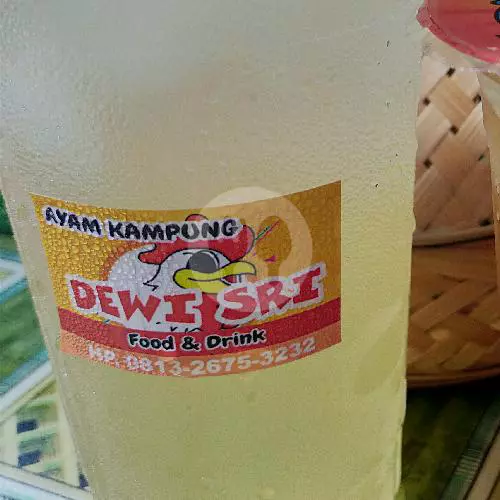 AYAM KAMPUNG
DEWI SRI
Food & Drink
HP. 0813-2675-3232